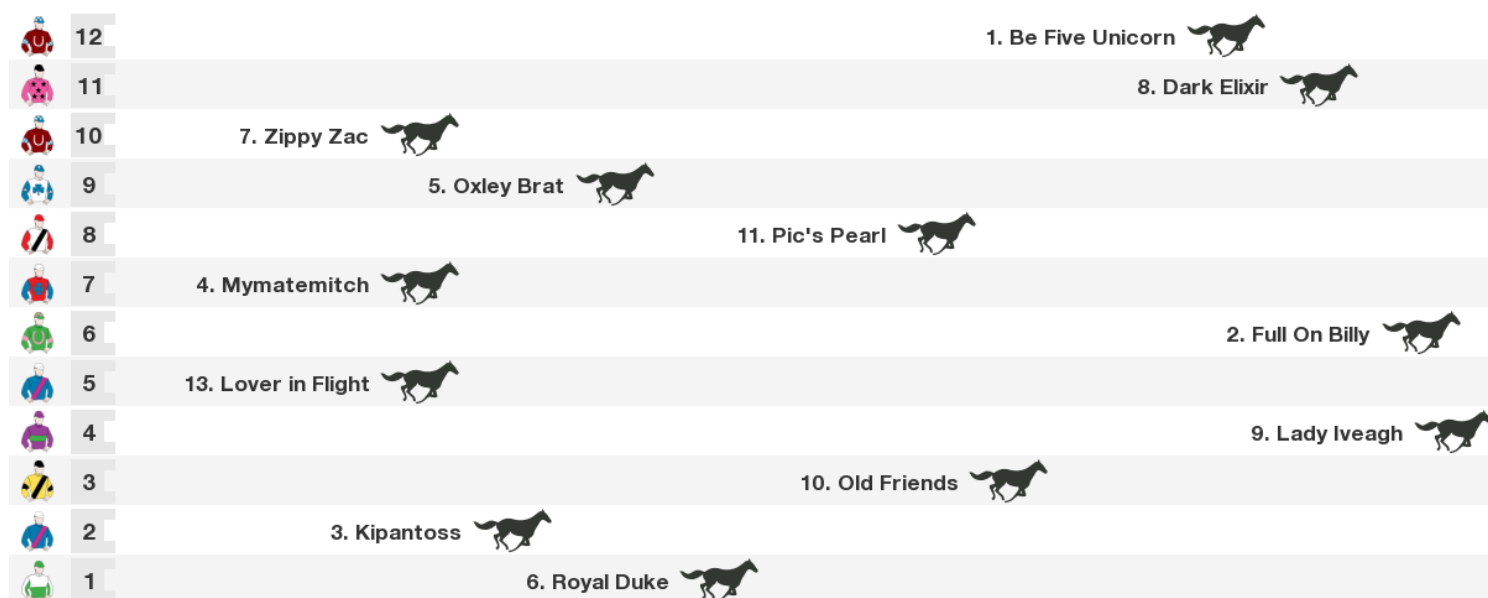 12 1. Be Five Unicorn
11 8. Dark Elixir
10 7. Zippy Zac
9 5. Oxley Brat
8 11. Pic's Pearl
7 4. Mymatemitch
6 2. Full On Billy
5 13. Lover in Flight
4 9. Lady Iveagh
3 10. Old Friends
2 3. Kipantoss
1 6. Royal Duke